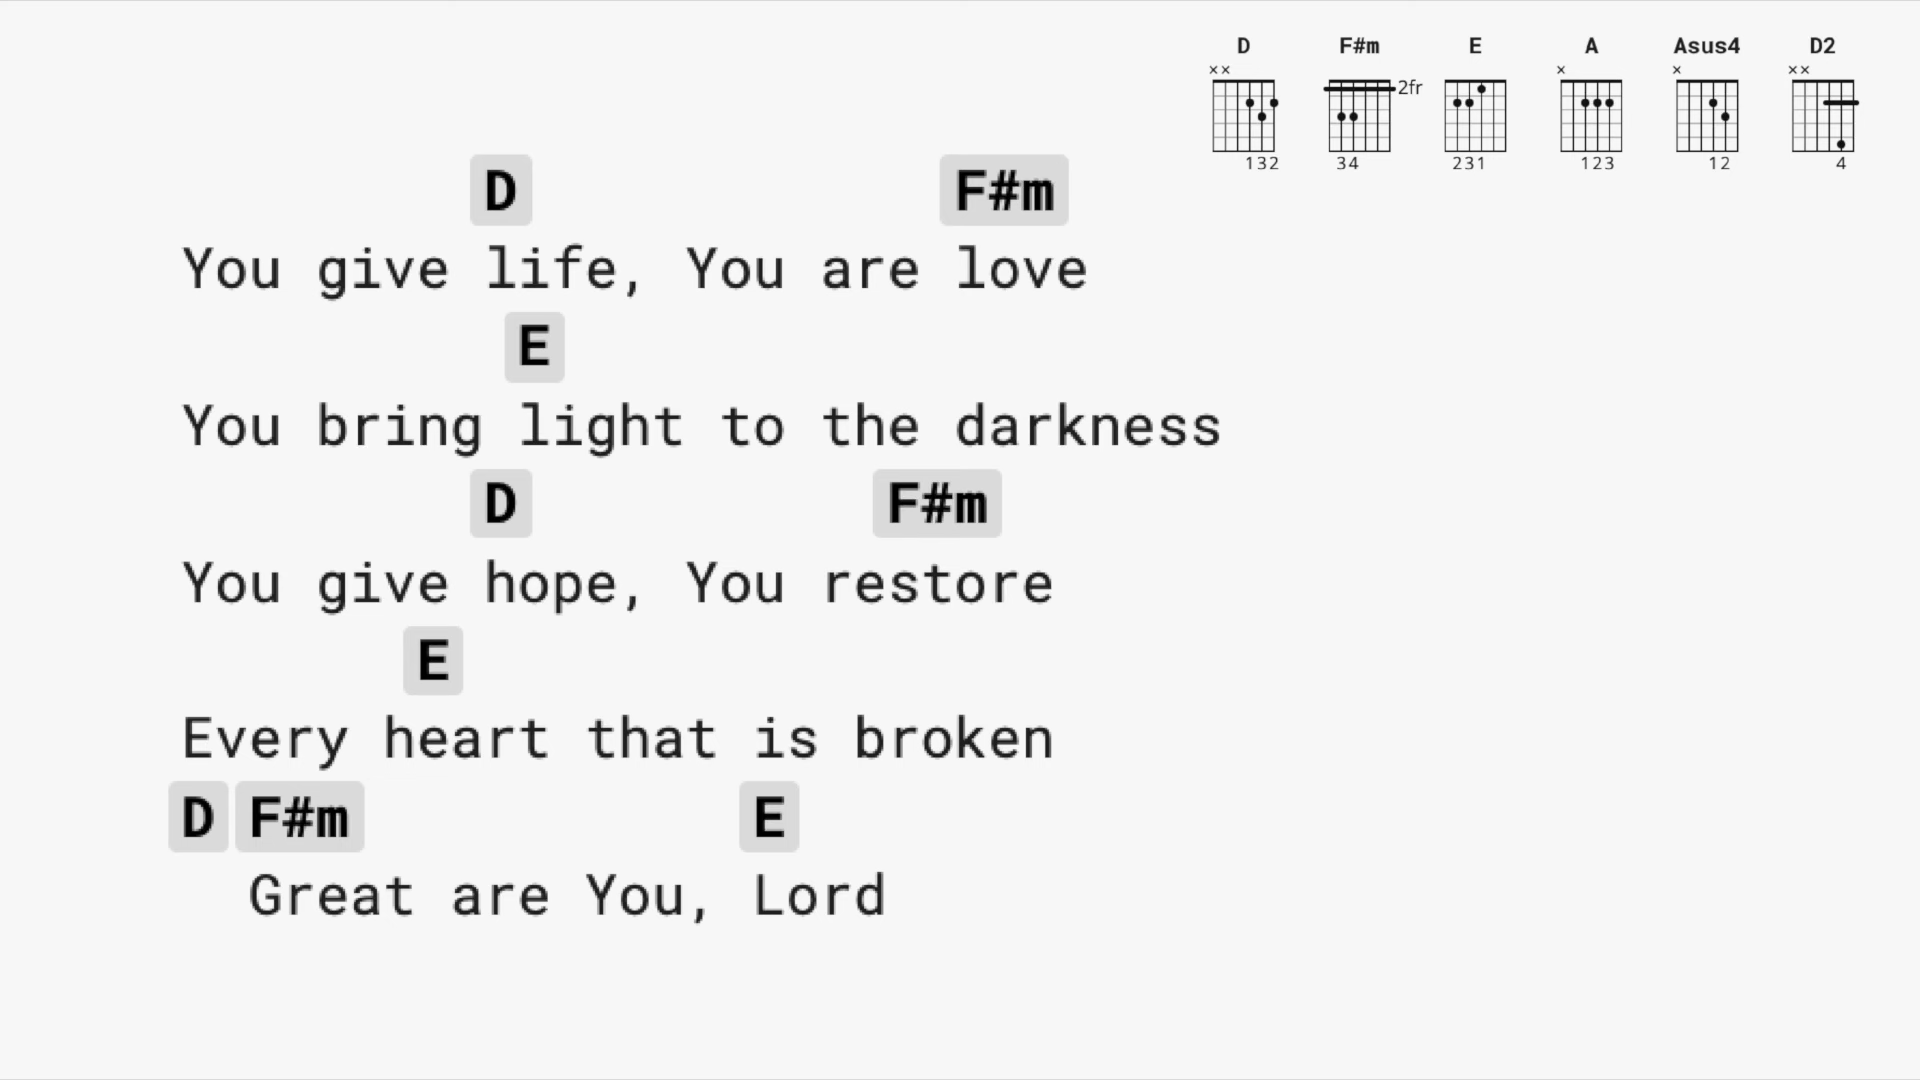 D F#m E A Asus4 D2
×× × × ××
2fr
132 34 231 123 12 4
D F#m
You give life, You are love
E
You bring light to the darkness
D F#m
You give hope, You restore
E
Every heart that is broken
D F#m E
Great are You, Lord